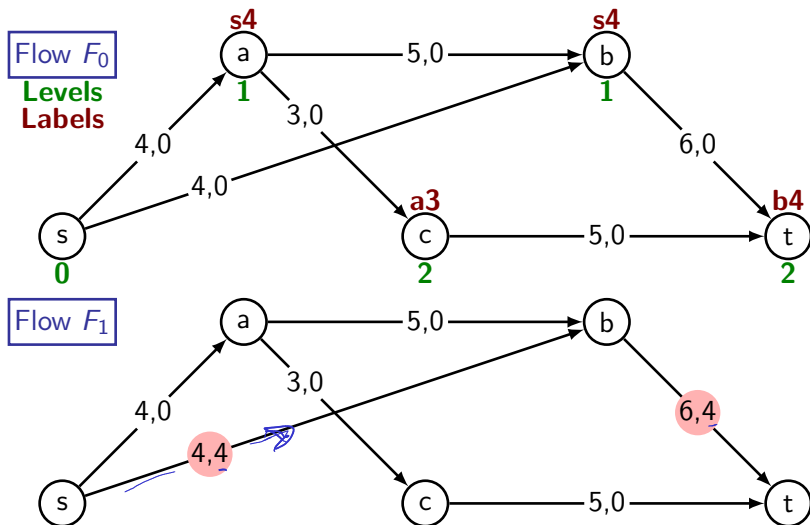 s4 s4
Flow F₀ a 5,0 b
Levels 1 1
Labels
3,0
4,0 6,0
4,0
a3 b4
s c 5,0 t
0 2 2
Flow F₁ a 5,0 b
3,0
4,0 6,4
4,4
s c 5,0 t